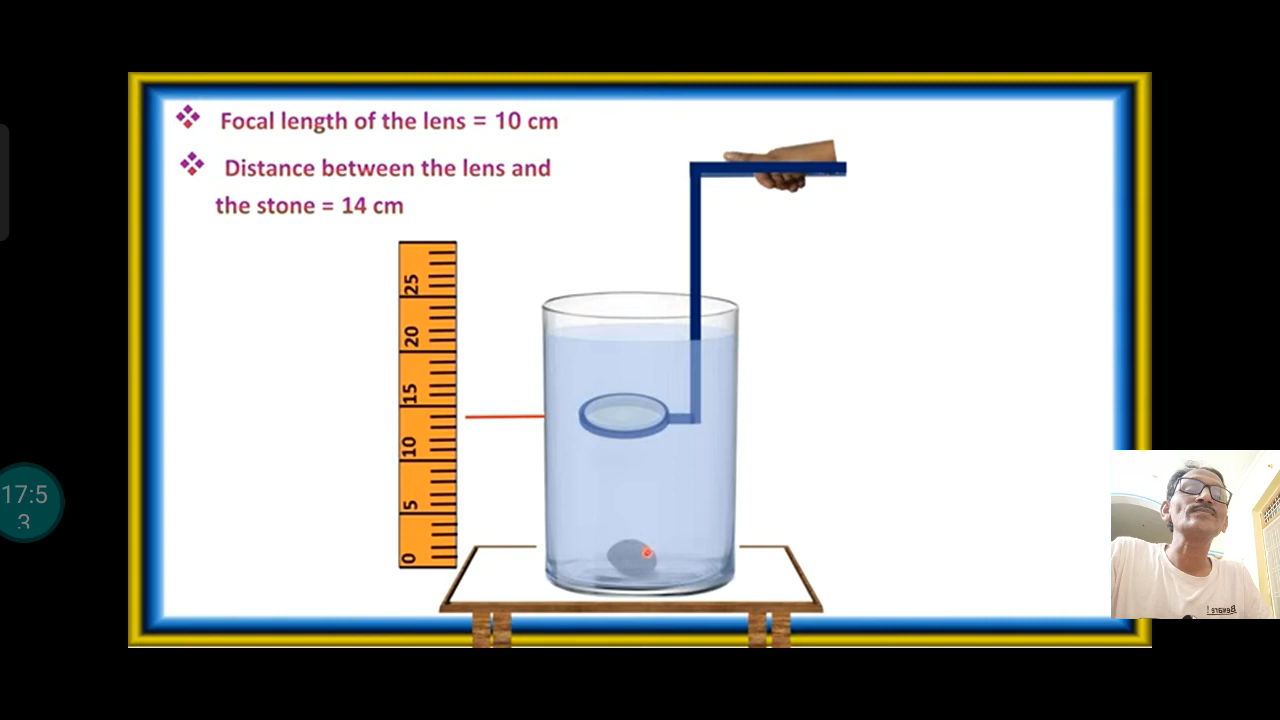 Focal length of the lens = 10 cm
Distance between the lens and
the stone = 14 cm
25
20
15
10
5
0
17:5
3
Beware !